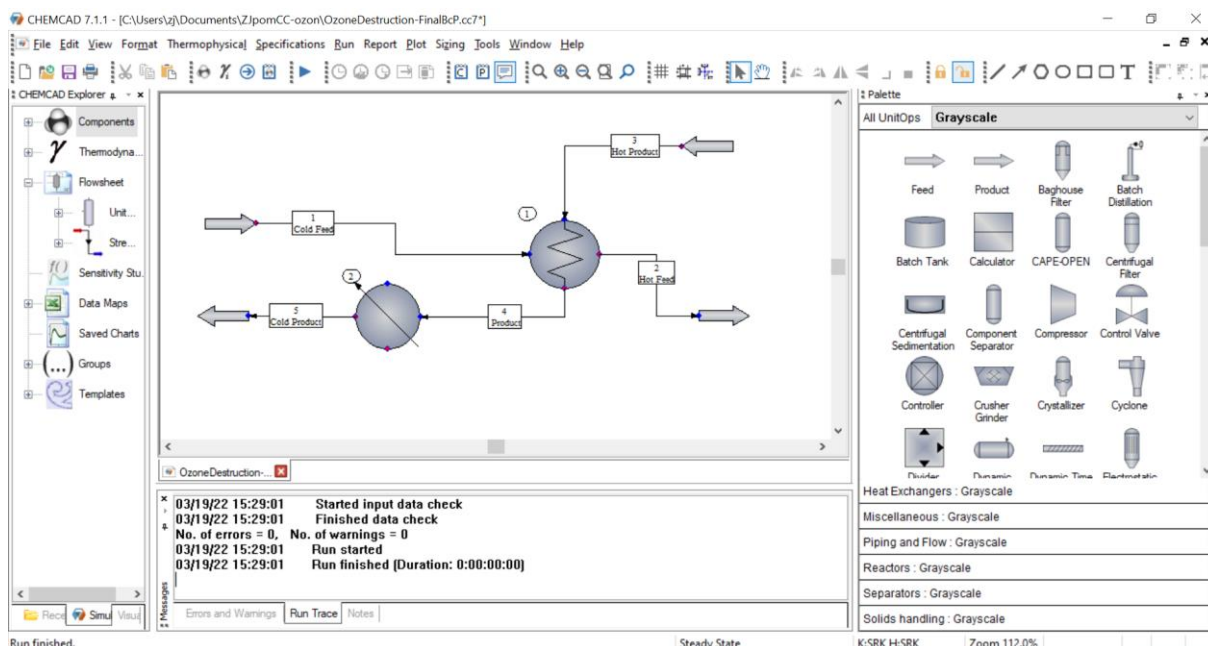 CHEMCAD 7.1.1 - [C:\Users\zj\Documents\ZJpomCC-ozon\OzoneDestruction-FinalBcP.cc7*]
File Edit View Format Thermophysical Specifications Run Report Plot Sizing Tools Window Help
CHEMCAD Explorer
Components
Thermodyna...
Flowsheet
Unit...
Stre...
Sensitivity Stu.
Data Maps
Saved Charts
Groups
Templates
Rece
Simu
Visua
3
Hot Product
1
1
Cold Feed
2
Hot Feed
2
5
Cold Product
4
Product
OzoneDestruction-...
Messages
03/19/22 15:29:01 Started input data check
03/19/22 15:29:01 Finished data check
No. of errors = 0, No. of warnings = 0
03/19/22 15:29:01 Run started
03/19/22 15:29:01 Run finished (Duration: 0:00:00:00)
Errors and Warnings Run Trace Notes
Palette
All UnitOps Grayscale
Feed
Product
Baghouse
Filter
Batch
Distillation
Batch Tank
Calculator
CAPE-OPEN
Centrifugal
Filter
Centrifugal
Sedimentation
Component
Separator
Compressor
Control Valve
Controller
Crusher
Grinder
Crystallizer
Cyclone
Divider
Dynamic
Dynamic Time
Electrostatic
Heat Exchangers : Grayscale
Miscellaneous : Grayscale
Piping and Flow : Grayscale
Reactors : Grayscale
Separators : Grayscale
Solids handling : Grayscale
Run finished. Steady State K:SRK H:SRK Zoom 112.0%